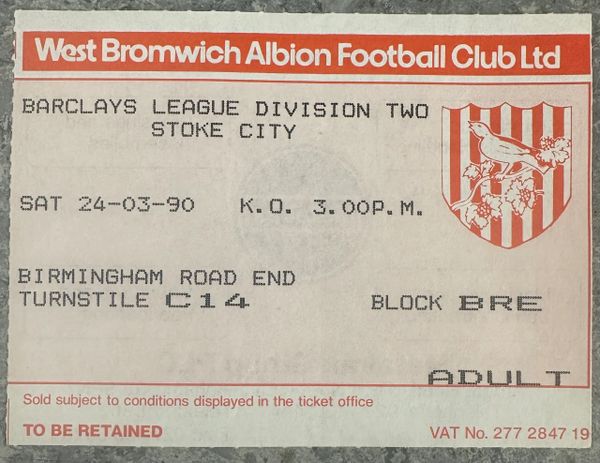 West Bromwich Albion Football Club Ltd
BARCLAYS LEAGUE DIVISION TWO
STOKE CITY
SAT 24-03-90 K.O. 3.00P.M.
BIRMINGHAM ROAD END
TURNSTILE C14 BLOCK BRE
ADULT
Sold subject to conditions displayed in the ticket office
TO BE RETAINED VAT No. 277 2847 19